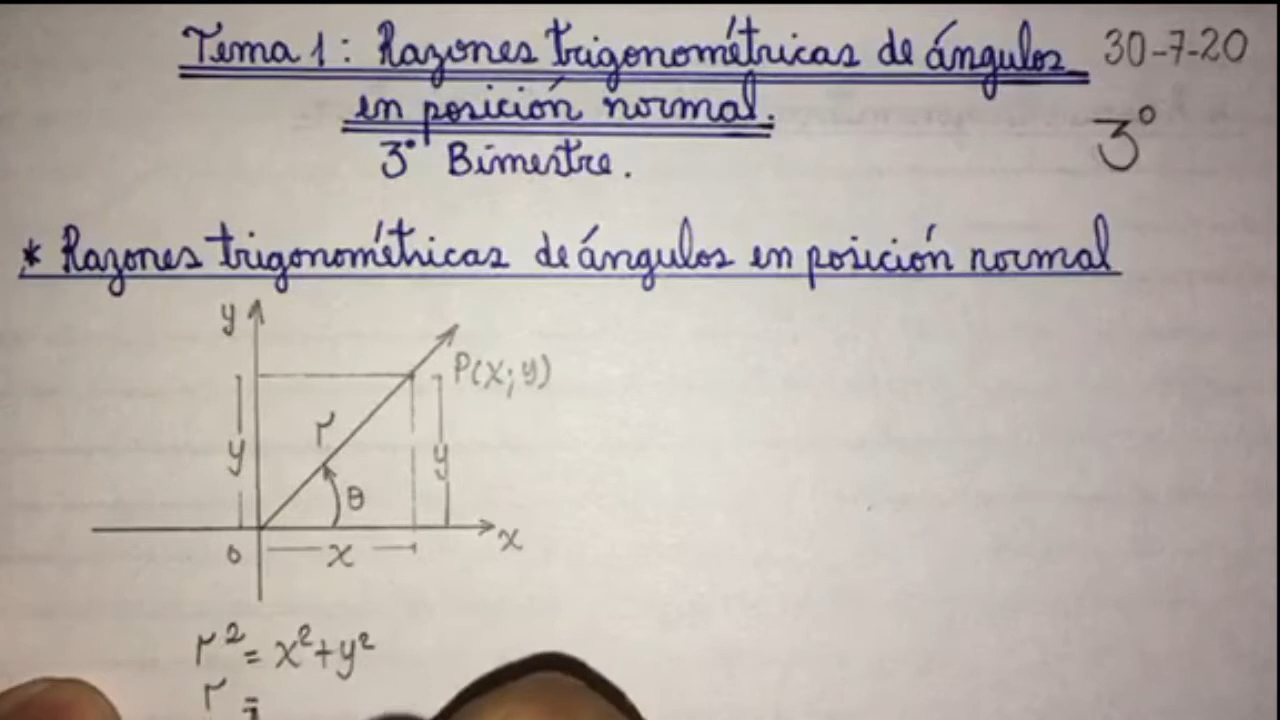 Tema 1: Razones trigonométricas de ángulos 30-7-20
en posición normal. 3°
3° Bimestre.
* Razones trigonométricas de ángulos en posición normal
y
P(x; y)
r
y
y
θ
x
0
x
r² = x²+y²
r =